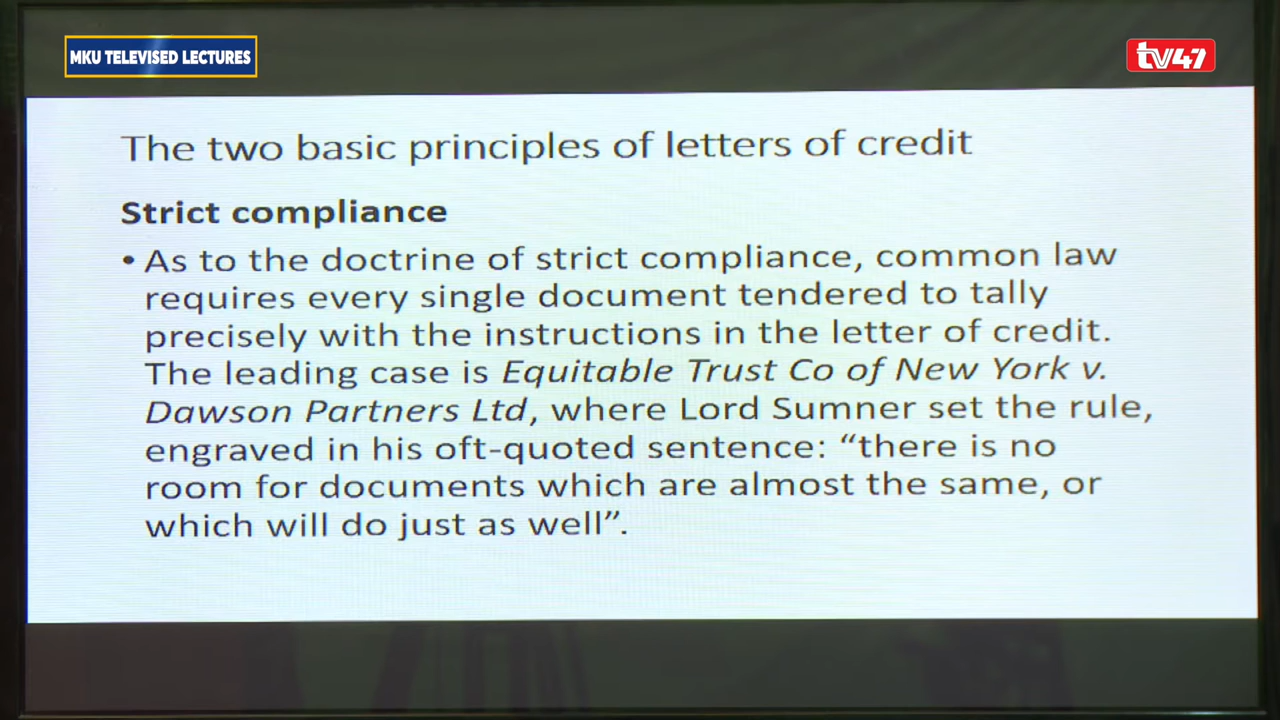 MKU TELEVISED LECTURES
tv47
The two basic principles of letters of credit
Strict compliance
• As to the doctrine of strict compliance, common law
requires every single document tendered to tally
precisely with the instructions in the letter of credit.
The leading case is Equitable Trust Co of New York v.
Dawson Partners Ltd, where Lord Sumner set the rule,
engraved in his oft-quoted sentence: “there is no
room for documents which are almost the same, or
which will do just as well”.